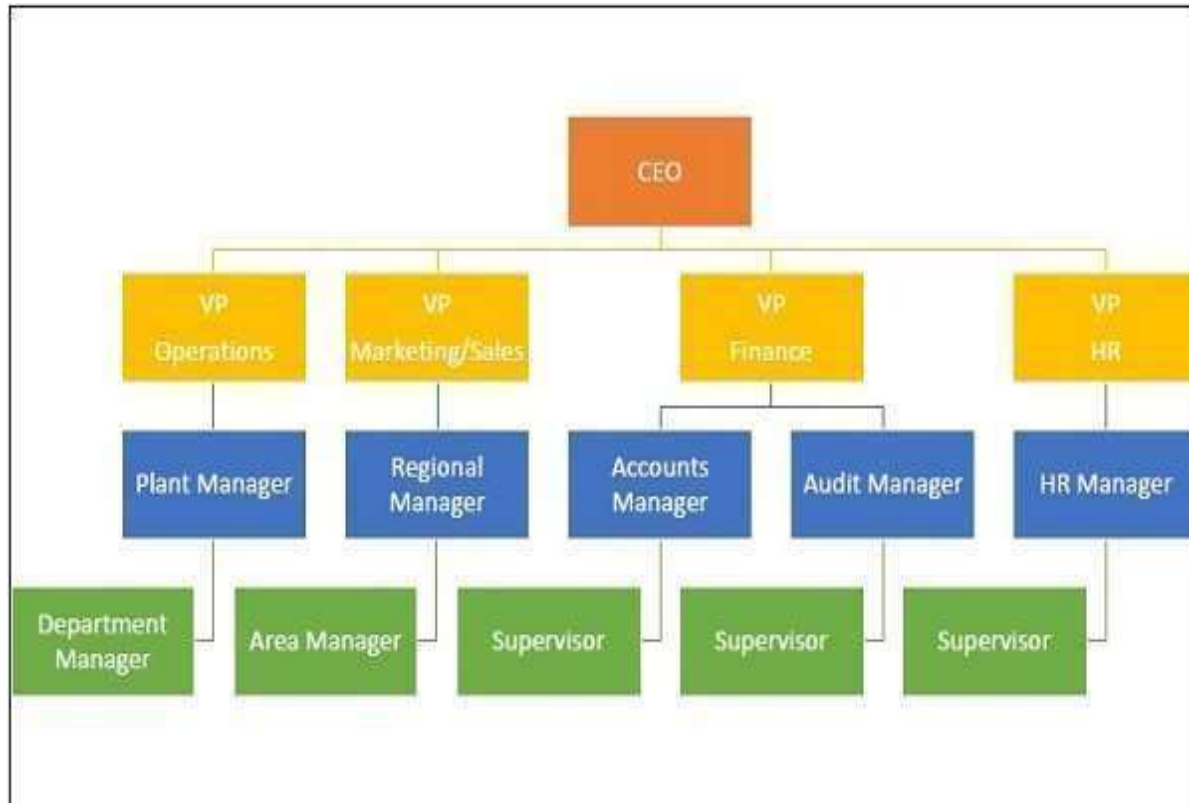 CEO
VP
Operations
VP
Marketing/Sales
VP
Finance
VP
HR
Plant Manager
Regional
Manager
Accounts
Manager
Audit Manager
HR Manager
Department
Manager
Area Manager
Supervisor
Supervisor
Supervisor